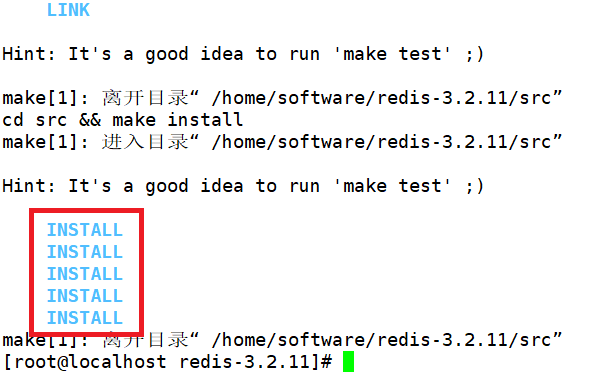 LINK
Hint: It's a good idea to run 'make test' ;)
make[1]: 离开目录“ /home/software/redis-3.2.11/src”
cd src && make install
make[1]: 进入目录“ /home/software/redis-3.2.11/src”
Hint: It's a good idea to run 'make test' ;)
INSTALL
INSTALL
INSTALL
INSTALL
INSTALL
make[1]: 离开目录“ /home/software/redis-3.2.11/src”
[root@localhost redis-3.2.11]#